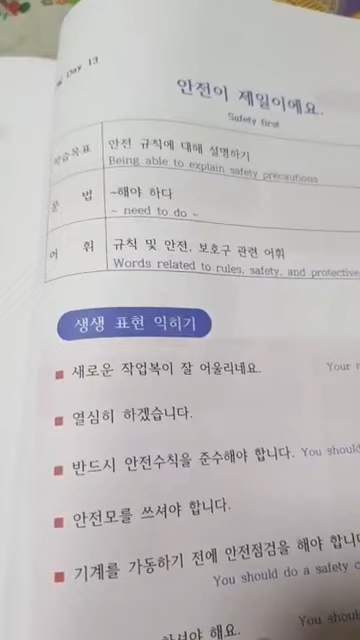 Day 13
안전이 제일이에요.
Safety first
학습목표
안전 규칙에 대해 설명하기
Being able to explain safety precautions
문 법
~해야 하다
~ need to do ~
어 휘
규칙 및 안전, 보호구 관련 어휘
Words related to rules, safety, and protective
생생 표현 익히기
■ 새로운 작업복이 잘 어울리네요. Your
■ 열심히 하겠습니다.
■ 반드시 안전수칙을 준수해야 합니다. You should
■ 안전모를 쓰셔야 합니다.
■ 기계를 가동하기 전에 안전점검을 해야 합니다
You should do a safety
하셔야 해요. You